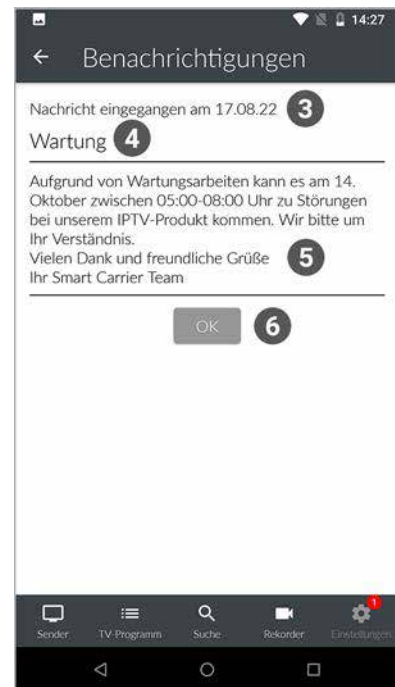 14:27
Benachrichtigungen
Nachricht eingegangen am 17.08.22 3
Wartung 4
Aufgrund von Wartungsarbeiten kann es am 14.
Oktober zwischen 05:00-08:00 Uhr zu Störungen
bei unserem IPTV-Produkt kommen. Wir bitte um
Ihr Verständnis.
Vielen Dank und freundliche Grüße 5
Ihr Smart Carrier Team
OK 6
1
Sender TV-Programm Suche Rekorder Einstellungen